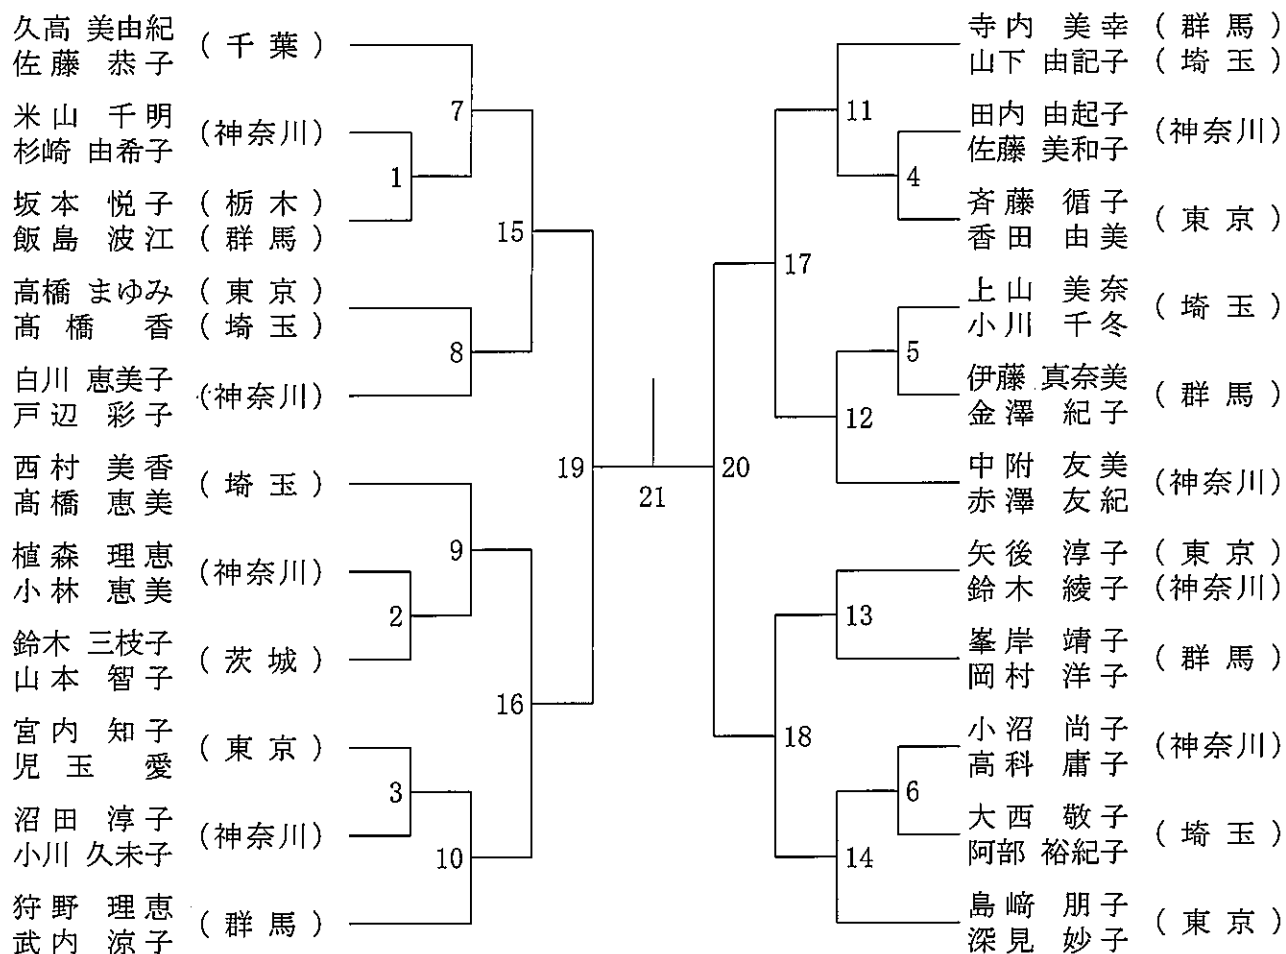 久高 美由紀
佐藤 恭子
(千葉)
米山 千明
杉崎 由希子
(神奈川)
坂本 悦子 (栃木)
飯島 波江 (群馬)
高橋 まゆみ (東京)
髙橋 香 (埼玉)
白川 恵美子
戸辺 彩子
(神奈川)
西村 美香
髙橋 恵美
(埼玉)
植森 理恵
小林 恵美
(神奈川)
鈴木 三枝子
山本 智子
(茨城)
宮内 知子
児玉 愛
(東京)
沼田 淳子
小川 久未子
(神奈川)
狩野 理恵
武内 涼子
(群馬)
7
1
15
8
19
9
2
16
3
10
21
20
11
4
17
5
12
13
18
6
14
寺内 美幸 (群馬)
山下 由記子 (埼玉)
田内 由起子
佐藤 美和子
(神奈川)
斉藤 循子
香田 由美
(東京)
上山 美奈
小川 千冬
(埼玉)
伊藤 真奈美
金澤 紀子
(群馬)
中附 友美
赤澤 友紀
(神奈川)
矢後 淳子 (東京)
鈴木 綾子 (神奈川)
峯岸 靖子
岡村 洋子
(群馬)
小沼 尚子
高科 庸子
(神奈川)
大西 敬子
阿部 裕紀子
(埼玉)
島﨑 朋子
深見 妙子
(東京)